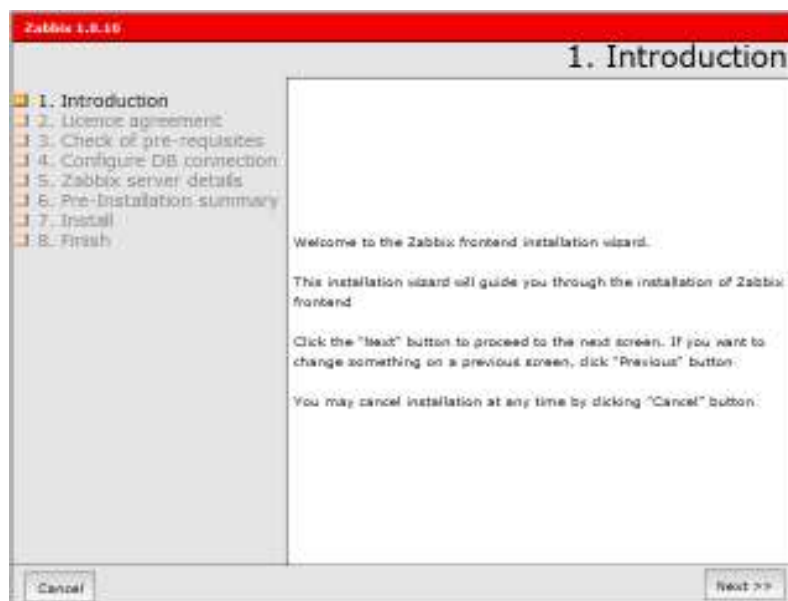 Zabbix 1.8.16
1. Introduction
1. Introduction
2. Licence agreement
3. Check of pre-requisites
4. Configure DB connection
5. Zabbix server details
6. Pre-Installation summary
7. Install
8. Finish
Welcome to the Zabbix frontend installation wizard.
This installation wizard will guide you through the installation of Zabbix
frontend
Click the "Next" button to proceed to the next screen. If you want to
change something on a previous screen, click "Previous" button
You may cancel installation at any time by clicking "Cancel" button
Cancel
Next >>